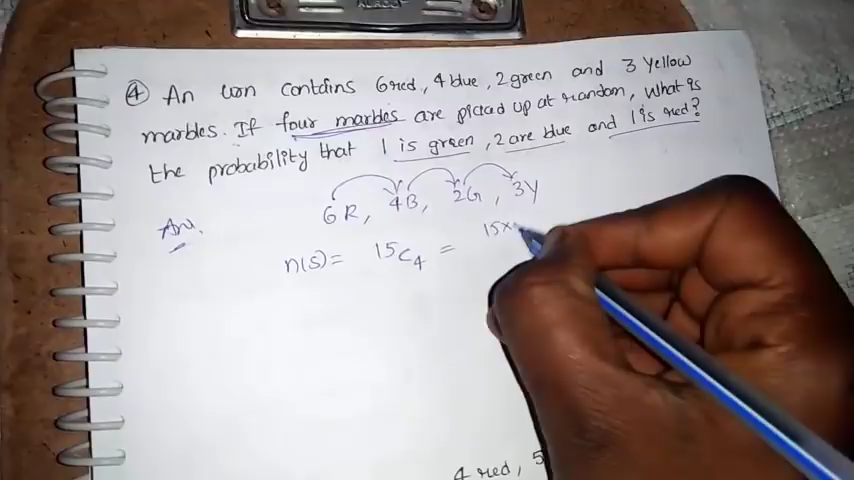 ④ An urn contains 6 red, 4 blue, 2 green and 3 Yellow
marbles. If four marbles are picked up at random, What is
the probability that 1 is green, 2 are blue and 1 is red?
Ans.
6R, 4B, 2G, 3Y
n(S) = 15C₄ = 15×
4 red, 5